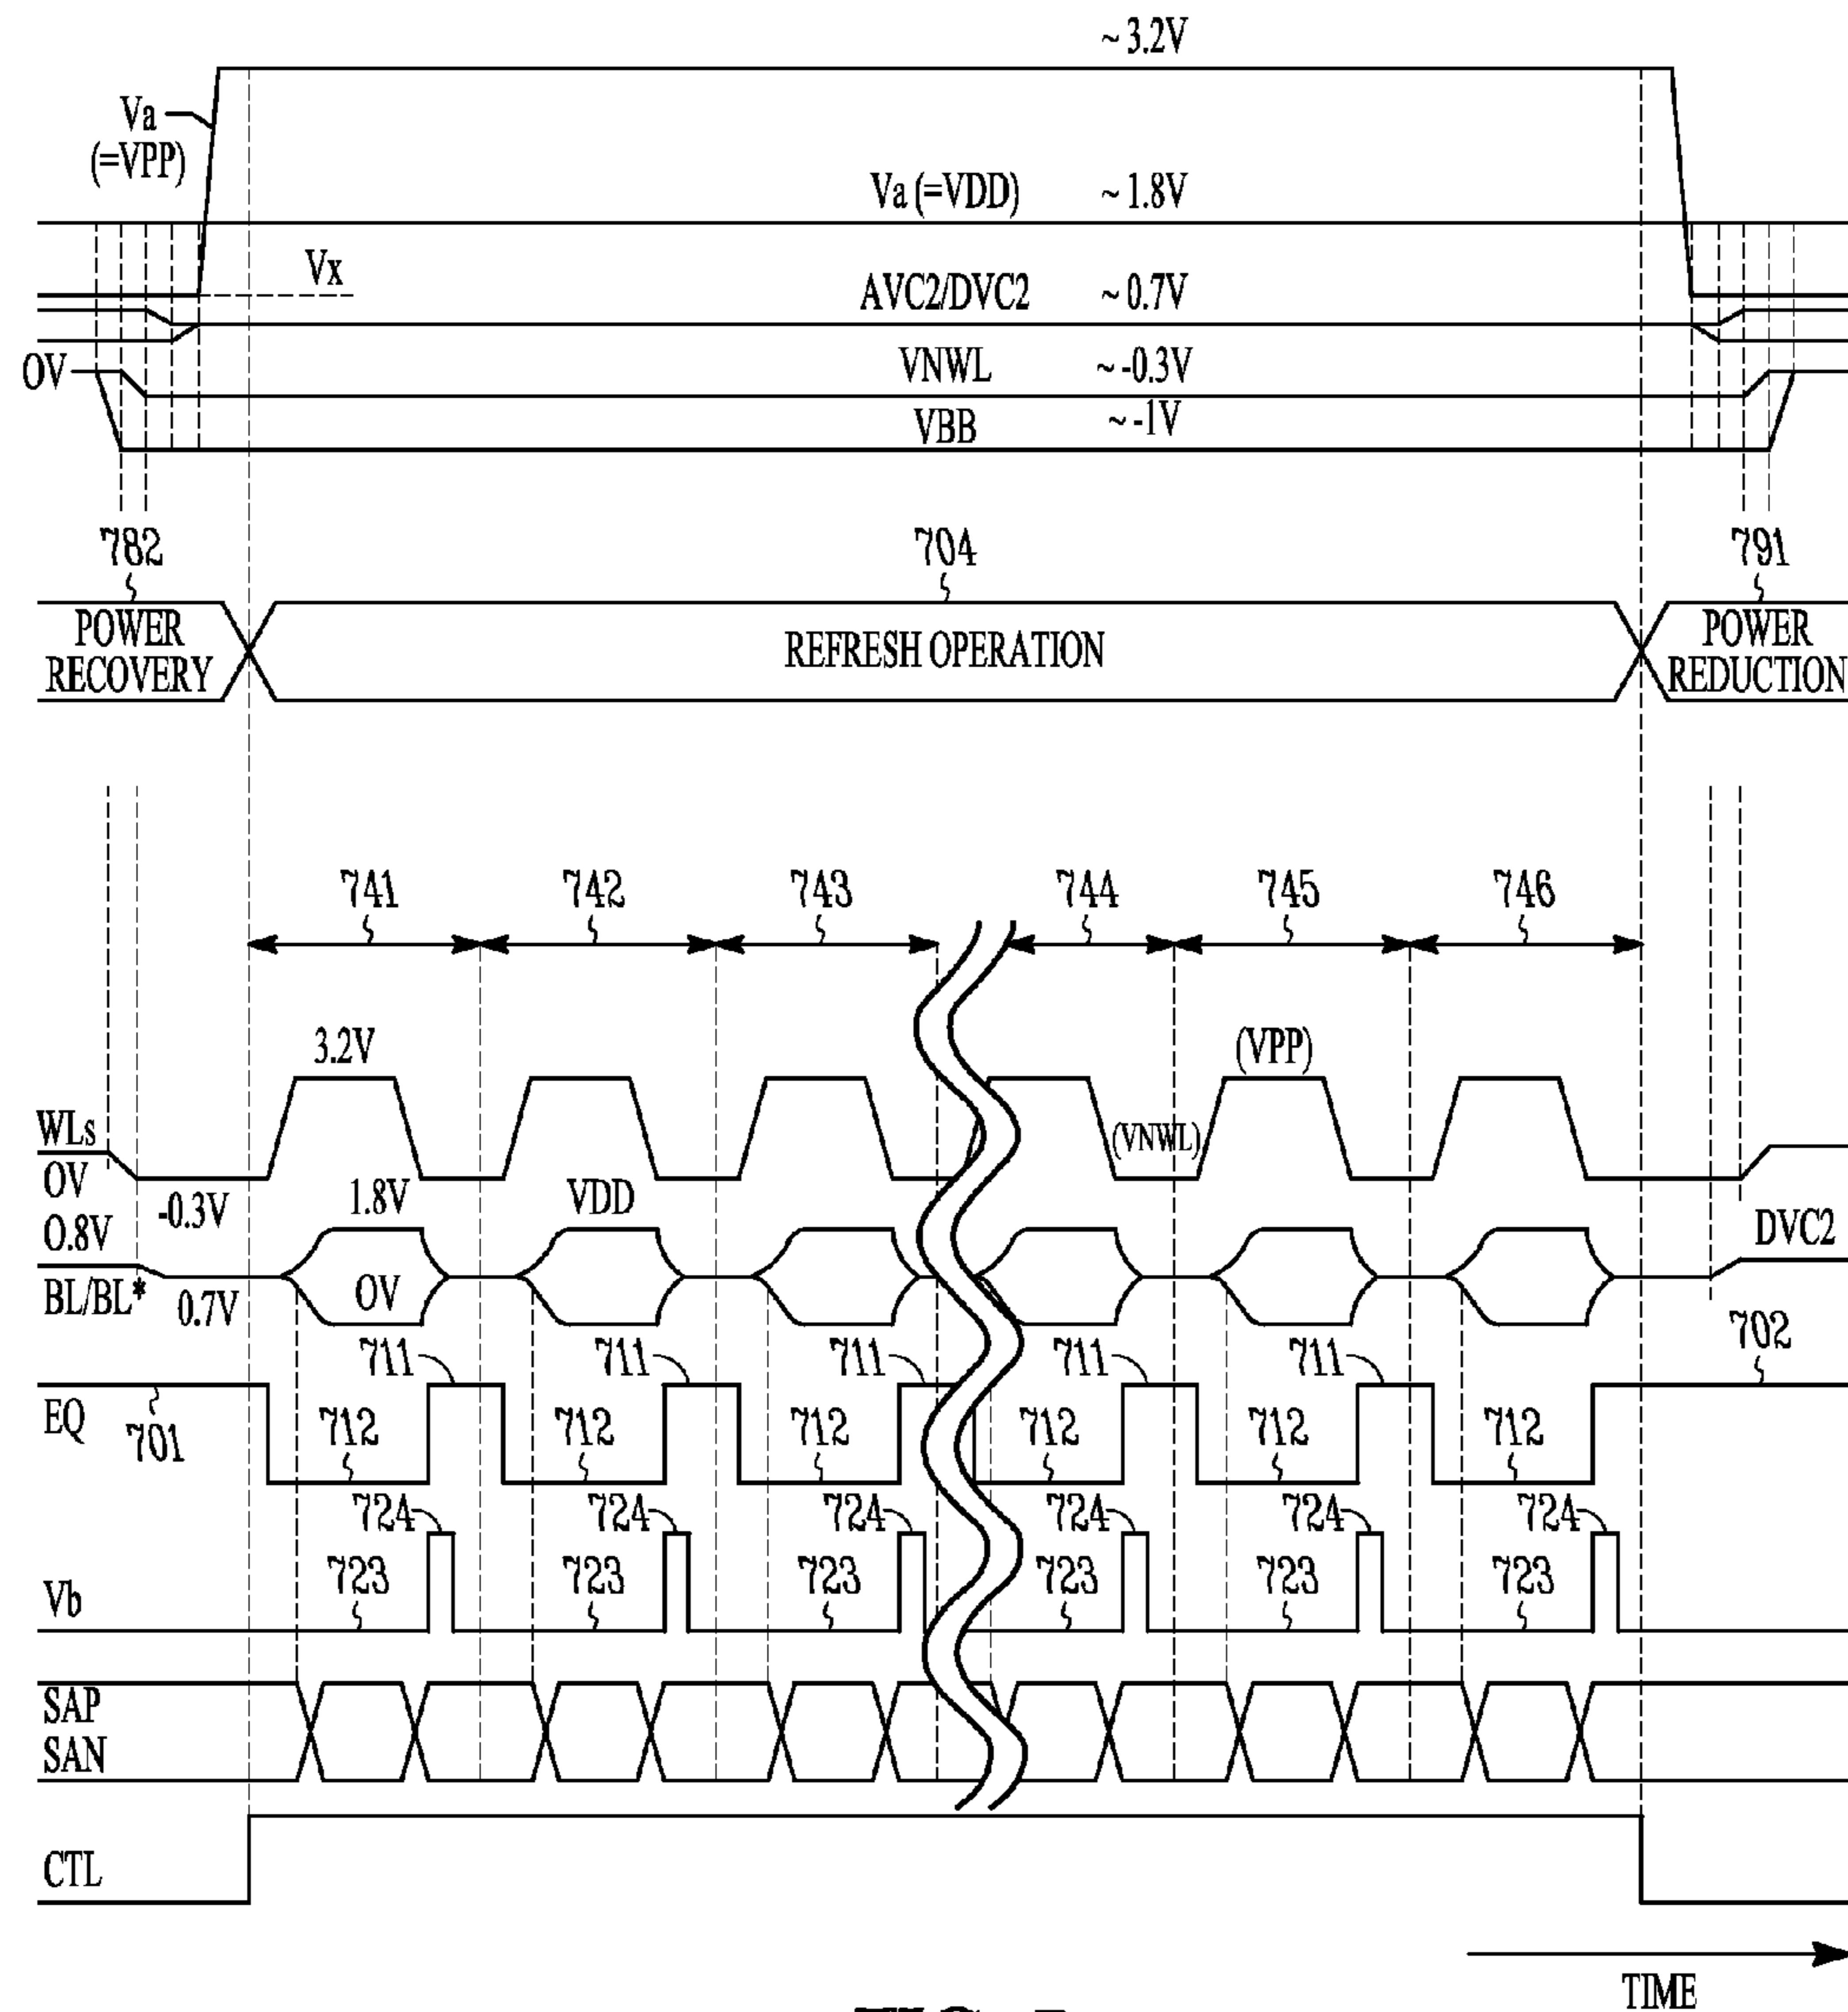 ~ 3.2V
Va
(=VPP)
Va (=VDD) ~ 1.8V
Vx
AVC2/DVC2 ~ 0.7V
OV
VNWL ~ -0.3V
VBB ~ -1V
782 704 791
POWER RECOVERY
REFRESH OPERATION
POWER REDUCTION
741 742 743 744 745 746
3.2V (VPP)
WLs
(VNWL)
OV
-0.3V 1.8V VDD
O.8V DVC2
BL/BL* 0.7V OV
711 711 711 711 711 702
EQ 701 712 712 712 712 712 712
724 724 724 724 724 724
Vb 723 723 723 723 723 723
SAP
SAN
CTL
TIME